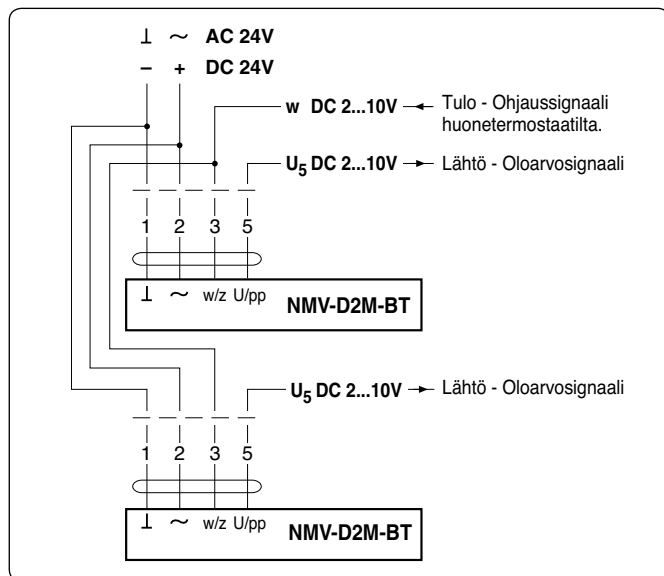 ⊥ ~ AC 24V
– + DC 24V
w DC 2...10V
Tulo - Ohjaussignaali
huonetermostaatilta.
U5 DC 2...10V
Lähtö - Oloarvosignaali
1 2 3 5
⊥ ~ w/z U/pp
NMV-D2M-BT
U5 DC 2...10V
Lähtö - Oloarvosignaali
1 2 3 5
⊥ ~ w/z U/pp
NMV-D2M-BT